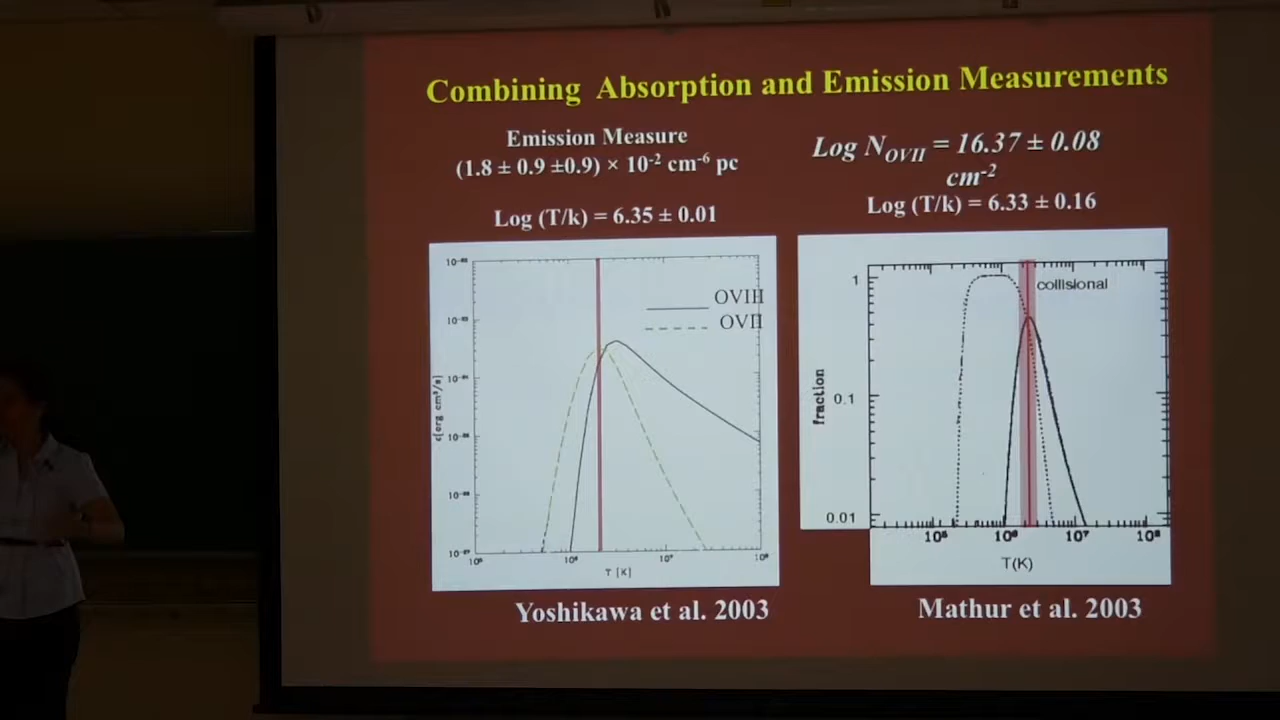 Combining Absorption and Emission Measurements
Emission Measure
(1.8 ± 0.9 ±0.9) × 10⁻² cm⁻⁶ pc
Log (T/k) = 6.35 ± 0.01
Log N_OVII = 16.37 ± 0.08
cm⁻²
Log (T/k) = 6.33 ± 0.16
OVIII
OVII
T [K]
Yoshikawa et al. 2003
collisional
fraction
1
0.1
0.01
10⁵ 10⁶ 10⁷ 10⁸
T(K)
Mathur et al. 2003